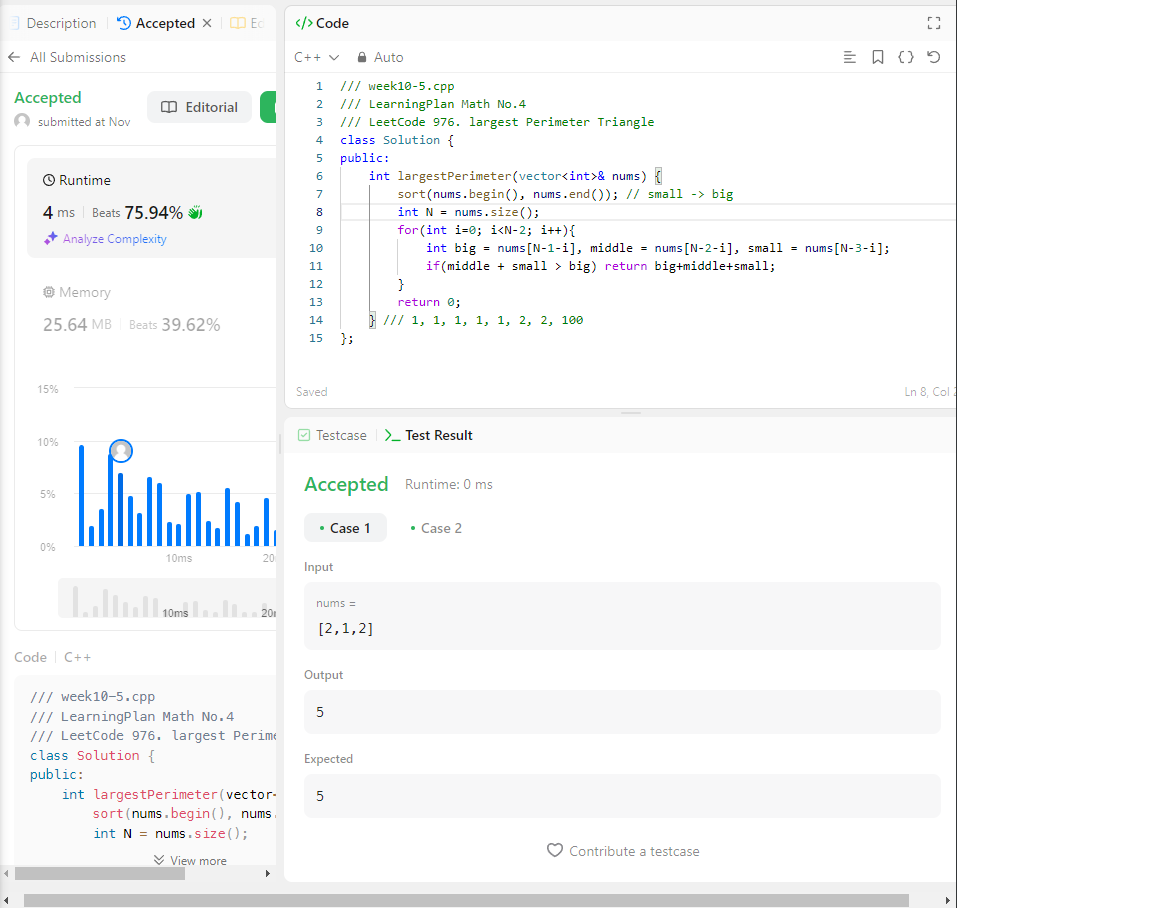 Description
Accepted
Ed
All Submissions
Accepted
submitted at Nov
Editorial
Runtime
4 ms
Beats 75.94%
Analyze Complexity
Memory
25.64 MB
Beats 39.62%
15%
10%
5%
0%
10ms
20
10ms
20m
Code
C++
/// week10-5.cpp
/// LearningPlan Math No.4
/// LeetCode 976. largest Perime
class Solution {
public:
int largestPerimeter(vector
sort(nums.begin(), nums.
int N = nums.size();
View more
</> Code
C++
Auto
1 /// week10-5.cpp
2 /// LearningPlan Math No.4
3 /// LeetCode 976. largest Perimeter Triangle
4 class Solution {
5 public:
6 int largestPerimeter(vector<int>& nums) {
7 sort(nums.begin(), nums.end()); // small -> big
8 int N = nums.size();
9 for(int i=0; i<N-2; i++){
10 int big = nums[N-1-i], middle = nums[N-2-i], small = nums[N-3-i];
11 if(middle + small > big) return big+middle+small;
12 }
13 return 0;
14 } /// 1, 1, 1, 1, 1, 2, 2, 100
15 };
Saved
Ln 8, Col
Testcase
Test Result
Accepted
Runtime: 0 ms
Case 1
Case 2
Input
nums =
[2,1,2]
Output
5
Expected
5
Contribute a testcase